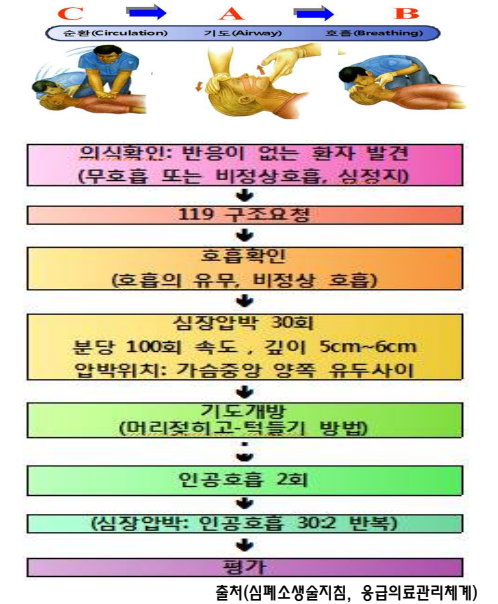 C A B
순환(Circulation) 기도(Airway) 호흡(Breathing)
의식확인: 반응이 없는 환자 발견
(무호흡 또는 비정상호흡, 심정지)
119 구조요청
호흡확인
(호흡의 유무, 비정상 호흡)
심장압박 30회
분당 100회 속도 , 깊이 5cm~6cm
압박위치: 가슴중앙 양쪽 유두사이
기도개방
(머리젖히고-턱들기 방법)
인공호흡 2회
(심장압박: 인공호흡 30:2 반복)
평가
출처(심폐소생술지침, 응급의료관리체계)